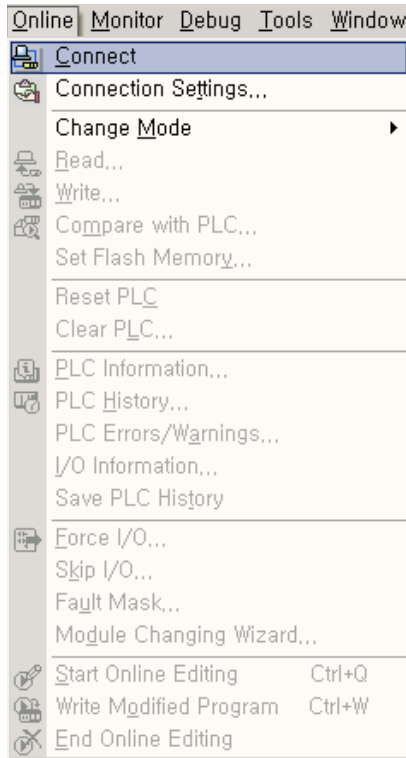 Online Monitor Debug Tools Window
Connect
Connection Settings...
Change Mode
Read...
Write...
Compare with PLC...
Set Flash Memory...
Reset PLC
Clear PLC...
PLC Information...
PLC History...
PLC Errors/Warnings...
I/O Information...
Save PLC History
Force I/O...
Skip I/O...
Fault Mask...
Module Changing Wizard...
Start Online Editing Ctrl+Q
Write Modified Program Ctrl+W
End Online Editing